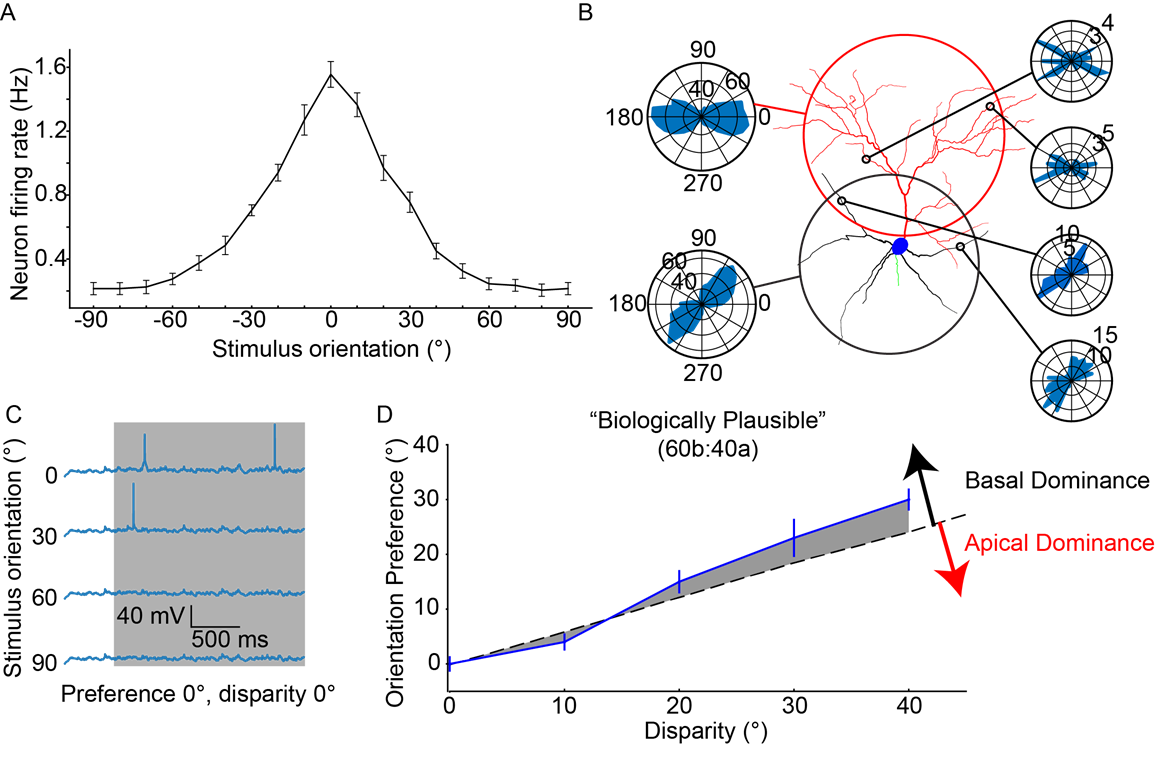 A
Neuron firing rate (Hz)
1.6
1.2
0.8
0.4
-90
-60
-30
0
30
60
90
Stimulus orientation (°)
B
90
60
40
180
0
270
90
60
40
180
0
270
4
3
5
3
10
5
15
10
C
Stimulus orientation (°)
0
30
60
90
40 mV
500 ms
Preference 0°, disparity 0°
D
“Biologically Plausible”
(60b:40a)
Orientation Preference (°)
40
30
20
10
0
0
10
20
30
40
Disparity (°)
Basal Dominance
Apical Dominance